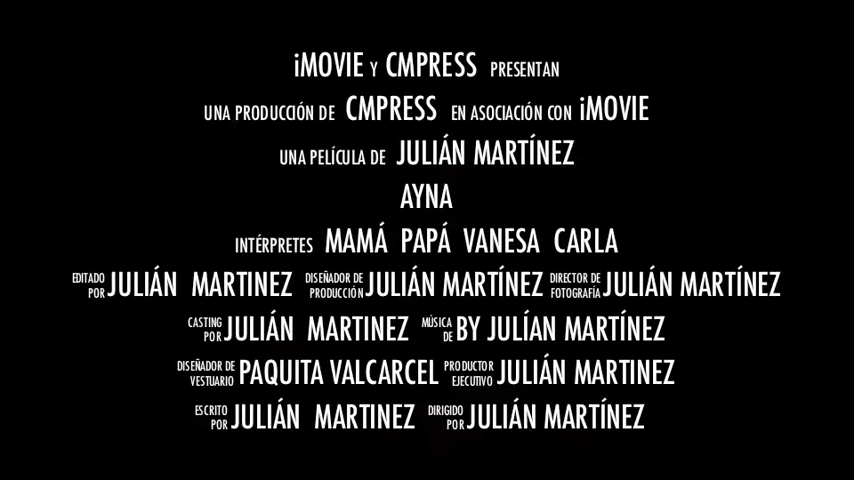 iMOVIE Y CMPRESS PRESENTAN
UNA PRODUCCIÓN DE CMPRESS EN ASOCIACIÓN CON iMOVIE
UNA PELÍCULA DE JULIÁN MARTÍNEZ
AYNA
INTÉRPRETES MAMÁ PAPÁ VANESA CARLA
EDITADO POR JULIÁN MARTINEZ DISEÑADOR DE PRODUCCIÓN JULIÁN MARTÍNEZ DIRECTOR DE FOTOGRAFÍA JULIÁN MARTÍNEZ
CASTING POR JULIÁN MARTINEZ MÚSICA DE BY JULÍAN MARTÍNEZ
DISEÑADOR DE VESTUARIO PAQUITA VALCARCEL PRODUCTOR EJECUTIVO JULIÁN MARTINEZ
ESCRITO POR JULIÁN MARTINEZ DIRIGIDO POR JULIÁN MARTÍNEZ